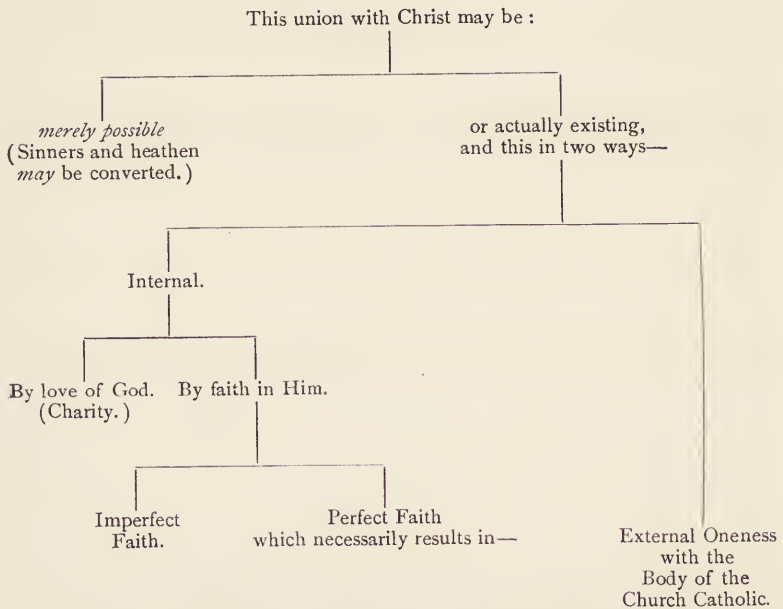 This union with Christ may be :
merely possible
(Sinners and heathen
may be converted.)
or actually existing,
and this in two ways—
Internal.
By love of God.
(Charity.)
By faith in Him.
Imperfect
Faith.
Perfect Faith
which necessarily results in—
External Oneness
with the
Body of the
Church Catholic.